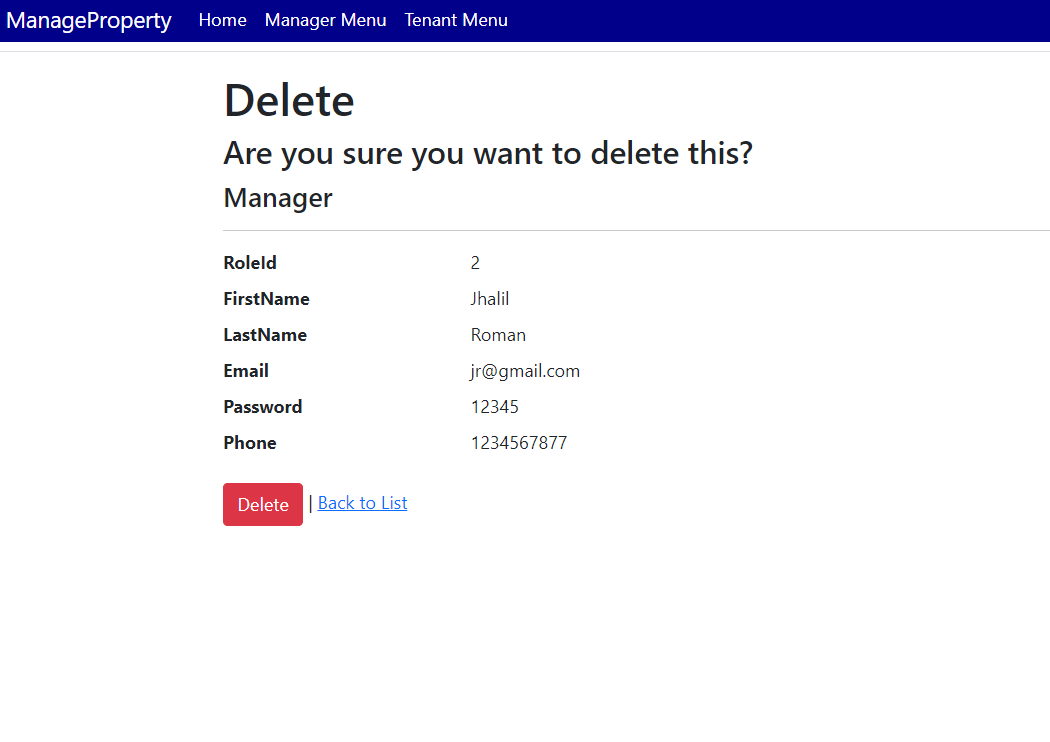 ManageProperty Home Manager Menu Tenant Menu
Delete
Are you sure you want to delete this?
Manager
RoleId 2
FirstName Jhalil
LastName Roman
Email jr@gmail.com
Password 12345
Phone 1234567877
Delete | Back to List